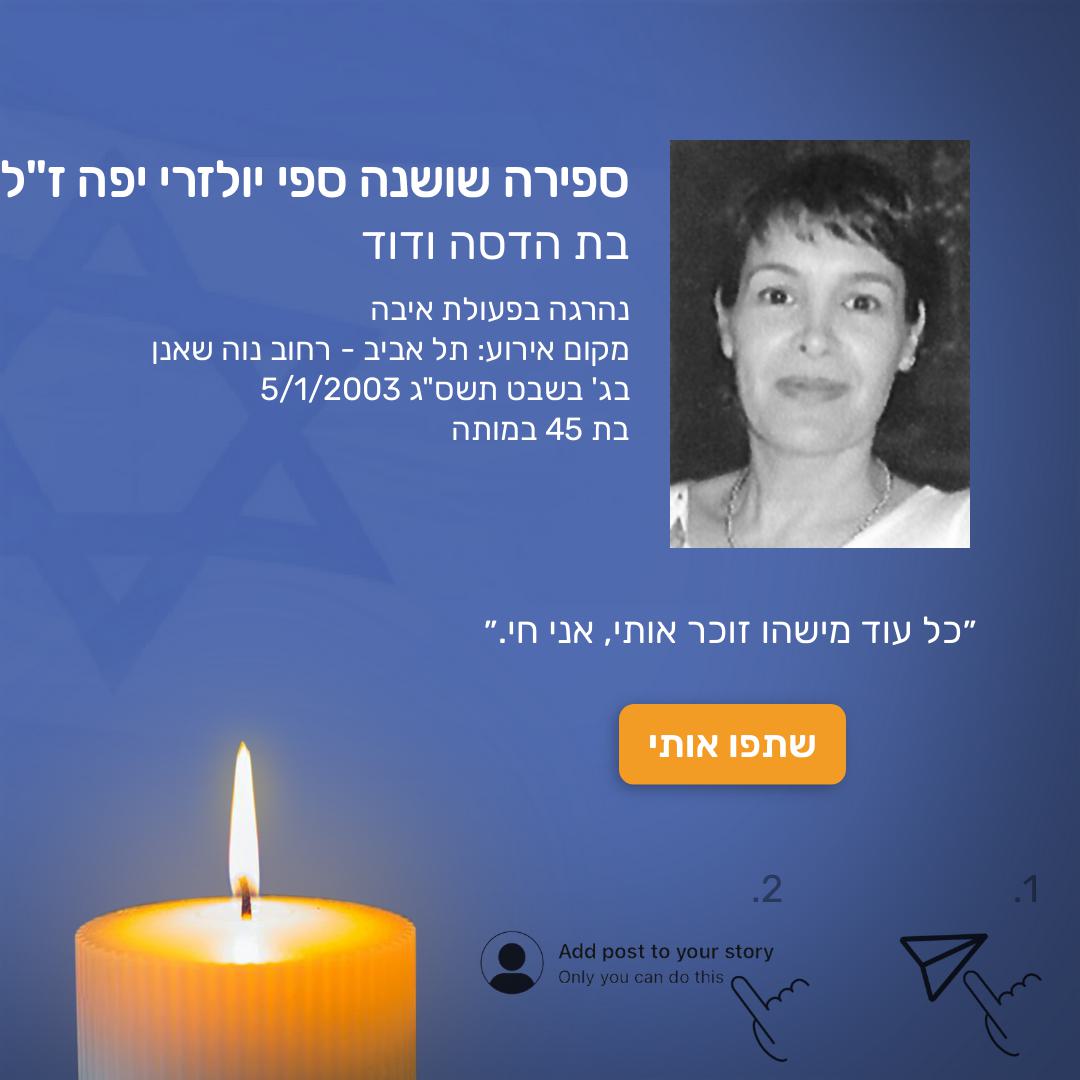 ספירה שושנה ספי יולזרי יפה ז"ל
בת הדסה ודוד
נהרגה בפעולת איבה
מקום אירוע: תל אביב - רחוב נוה שאנן
בג' בשבט תשס"ג 5/1/2003
בת 45 במותה
״כל עוד מישהו זוכר אותי, אני חי.״
שתפו אותי
1.
2.
Add post to your story
Only you can do this